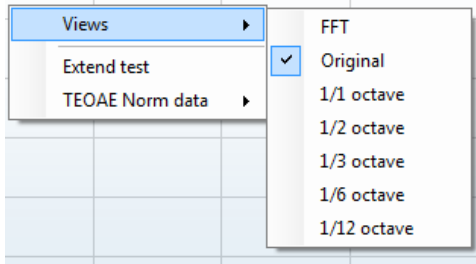 Views
Extend test
TEOAE Norm data
FFT
Original
1/1 octave
1/2 octave
1/3 octave
1/6 octave
1/12 octave